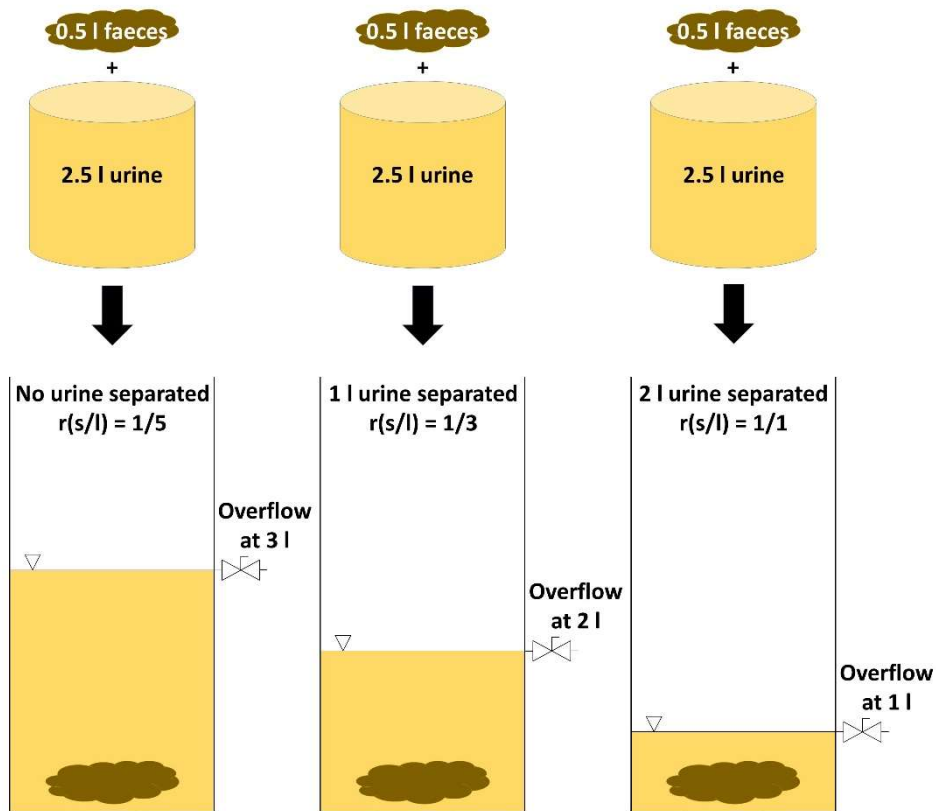 0.5 l faeces
+
2.5 l urine
0.5 l faeces
+
2.5 l urine
0.5 l faeces
+
2.5 l urine
No urine separated
r(s/l) = 1/5
Overflow
at 3 l
1 l urine separated
r(s/l) = 1/3
Overflow
at 2 l
2 l urine separated
r(s/l) = 1/1
Overflow
at 1 l